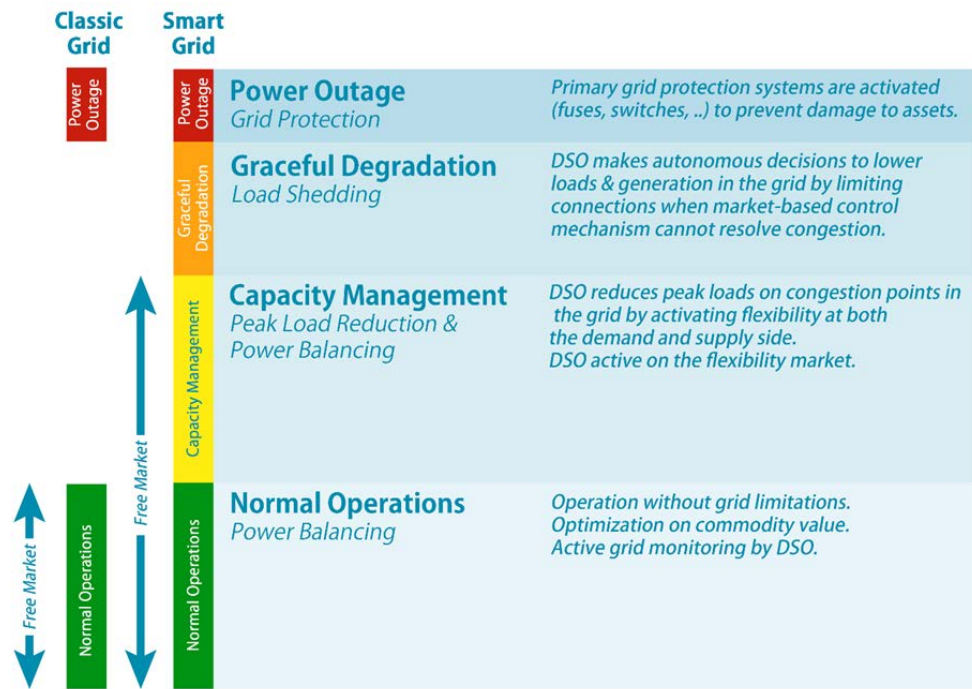 Classic
Grid
Smart
Grid
Power
Outage
Power
Outage
Power Outage
Grid Protection
Primary grid protection systems are activated
(fuses, switches, ..) to prevent damage to assets.
Graceful
Degradation
Graceful Degradation
Load Shedding
DSO makes autonomous decisions to lower
loads & generation in the grid by limiting
connections when market-based control
mechanism cannot resolve congestion.
Free Market
Capacity Management
Capacity Management
Peak Load Reduction &
Power Balancing
DSO reduces peak loads on congestion points in
the grid by activating flexibility at both
the demand and supply side.
DSO active on the flexibility market.
Free Market
Normal Operations
Normal Operations
Normal Operations
Power Balancing
Operation without grid limitations.
Optimization on commodity value.
Active grid monitoring by DSO.